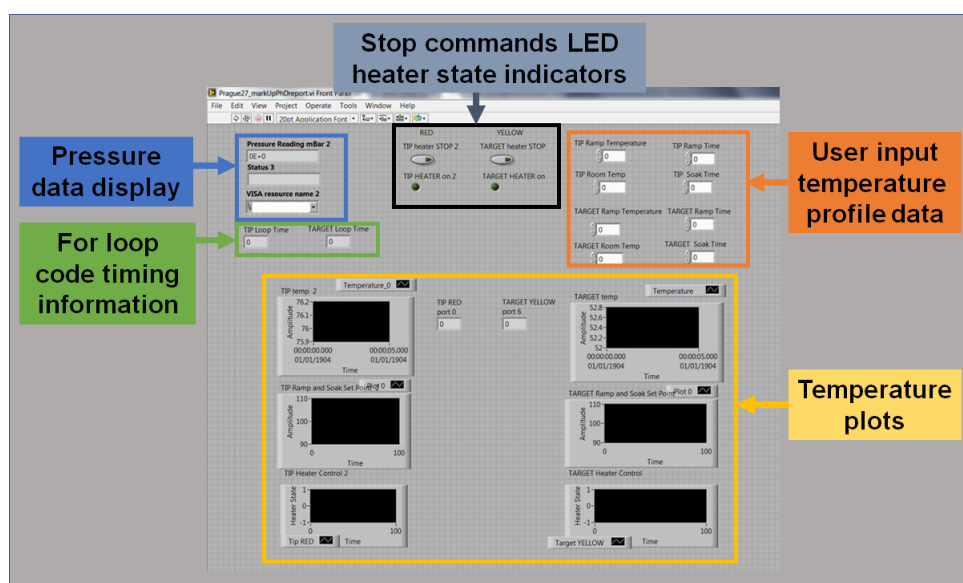 Stop commands LED
heater state indicators
Prague27_markUpPhDreport.vi Front Panel
File Edit View Project Operate Tools Window Help
20pt Application Font
Pressure
data display
Pressure Reading mBar 2
0E+0
Status 3
VISA resource name 2
RED
YELLOW
TIP heater STOP 2
TARGET heater STOP
TIP HEATER on 2
TARGET HEATER on
TIP Ramp Temperature
TIP Ramp Time
0
0
TIP Room Temp
TIP Soak Time
0
0
TARGET Ramp Temperature
TARGET Ramp Time
0
0
TARGET Room Temp
TARGET Soak Time
0
0
User input
temperature
profile data
For loop
code timing
information
TIP Loop Time
TARGET Loop Time
0
0
TIP temp 2
Temperature_0
Amplitude
76.2
76.1
76
75.9
00:00:00.000
01/01/1904
00:00:05.000
01/01/1904
Time
TIP RED
port 0
0
TARGET YELLOW
port 6
0
TARGET temp
Temperature
Amplitude
52.8
52.6
52.4
52.2
52
00:00:00.000
01/01/1904
00:00:05.000
01/01/1904
Time
TIP Ramp and Soak Set Point
Plot 0
Amplitude
110
100
90
0
100
Time
TARGET Ramp and Soak Set Point
Plot 0
Amplitude
110
100
90
0
100
Time
Temperature
plots
TIP Heater Control 2
Heater State
1
0
-1
0
100
Tip RED
Time
TARGET Heater Control
Heater State
1
0
-1
0
100
Target YELLOW
Time